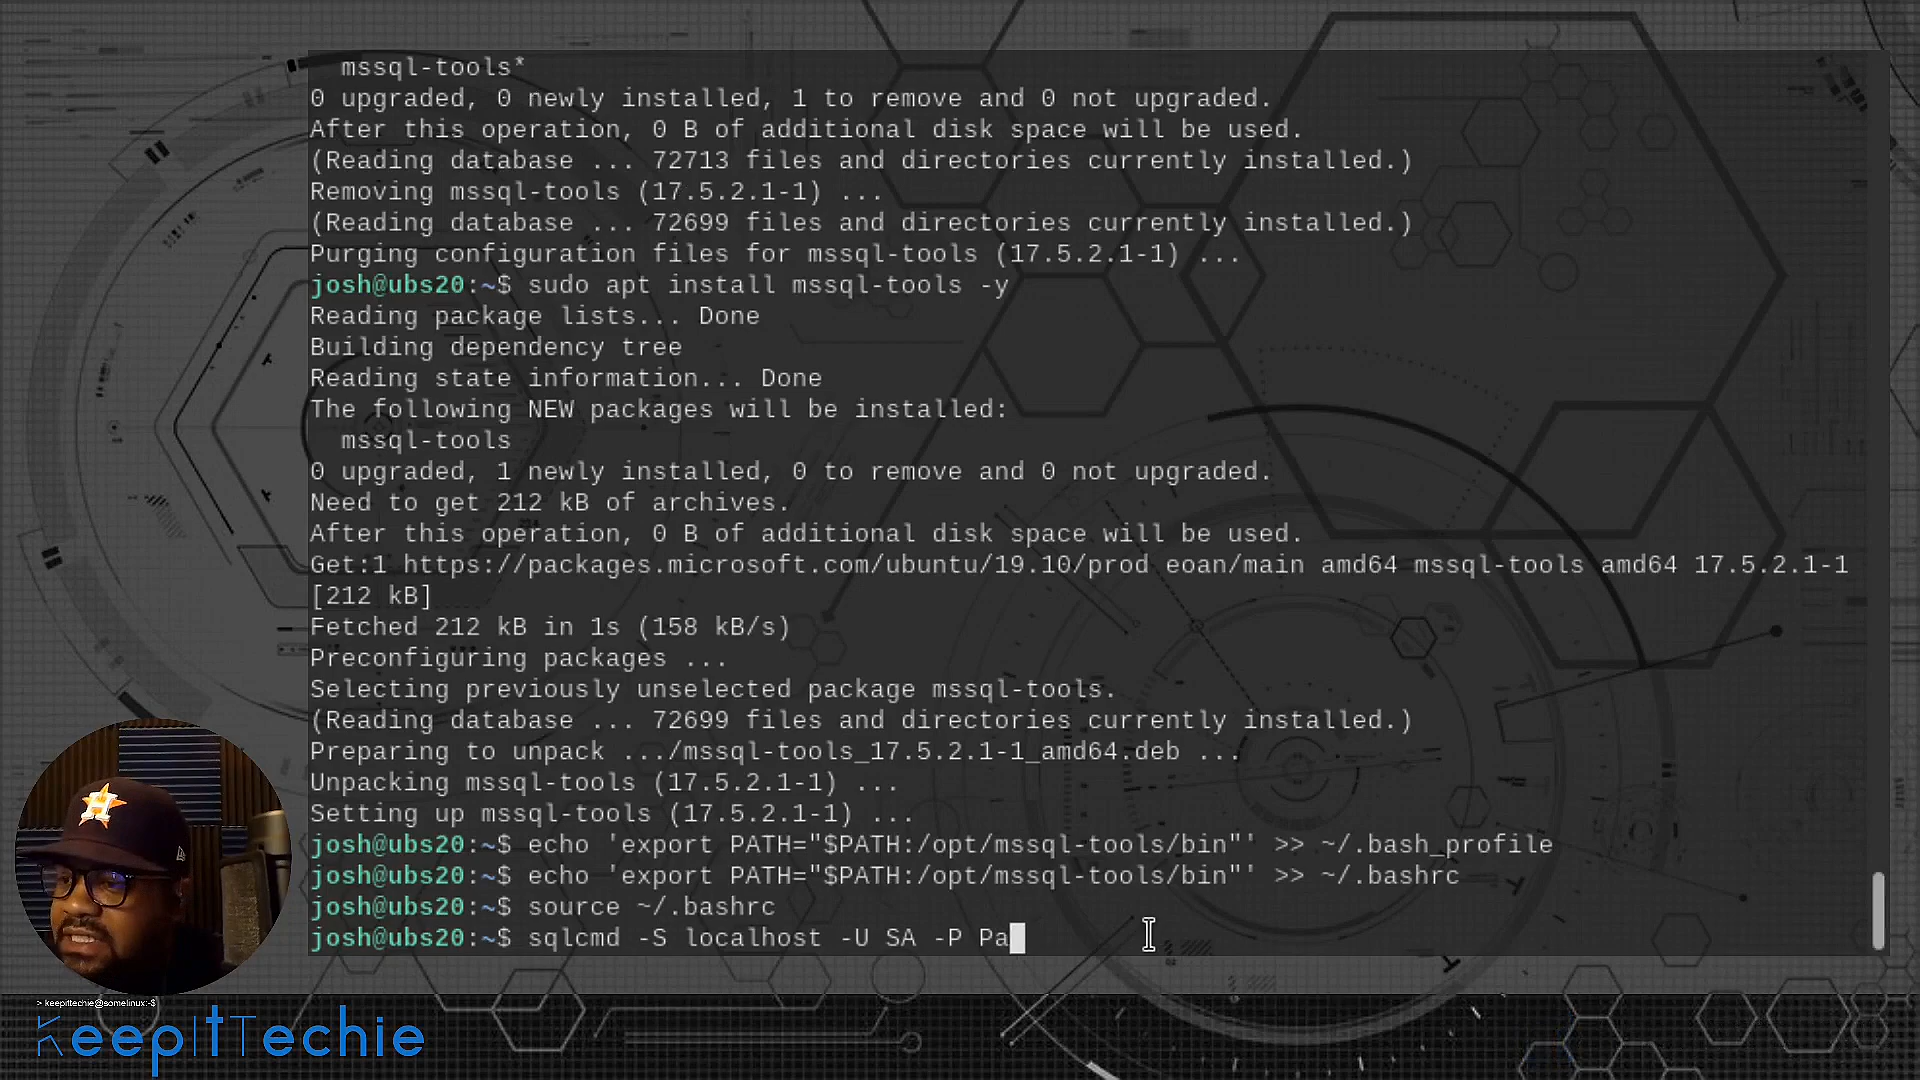 mssql-tools*
0 upgraded, 0 newly installed, 1 to remove and 0 not upgraded.
After this operation, 0 B of additional disk space will be used.
(Reading database ... 72713 files and directories currently installed.)
Removing mssql-tools (17.5.2.1-1) ...
(Reading database ... 72699 files and directories currently installed.)
Purging configuration files for mssql-tools (17.5.2.1-1) ...
josh@ubs20:~$ sudo apt install mssql-tools -y
Reading package lists... Done
Building dependency tree
Reading state information... Done
The following NEW packages will be installed:
mssql-tools
0 upgraded, 1 newly installed, 0 to remove and 0 not upgraded.
Need to get 212 kB of archives.
After this operation, 0 B of additional disk space will be used.
Get:1 https://packages.microsoft.com/ubuntu/19.10/prod eoan/main amd64 mssql-tools amd64 17.5.2.1-1
[212 kB]
Fetched 212 kB in 1s (158 kB/s)
Preconfiguring packages ...
Selecting previously unselected package mssql-tools.
(Reading database ... 72699 files and directories currently installed.)
Preparing to unpack .../mssql-tools_17.5.2.1-1_amd64.deb ...
Unpacking mssql-tools (17.5.2.1-1) ...
Setting up mssql-tools (17.5.2.1-1) ...
josh@ubs20:~$ echo 'export PATH="$PATH:/opt/mssql-tools/bin"' >> ~/.bash_profile
josh@ubs20:~$ echo 'export PATH="$PATH:/opt/mssql-tools/bin"' >> ~/.bashrc
josh@ubs20:~$ source ~/.bashrc
josh@ubs20:~$ sqlcmd -S localhost -U SA -P Pa
H
> keepittechie@somelinux:~$
KeepItTechie